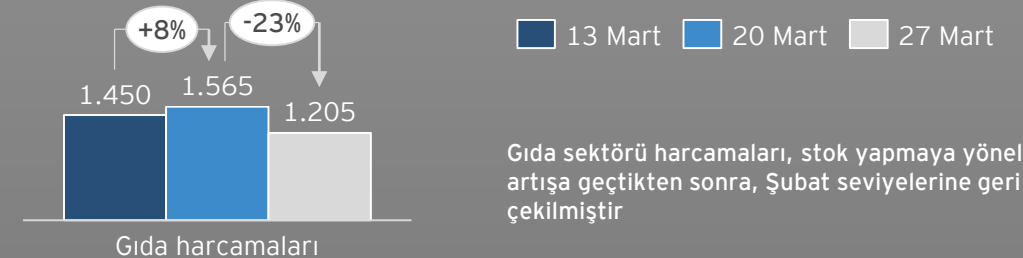 +8%
-23%
13 Mart
20 Mart
27 Mart
1.450
1.565
1.205
Gıda harcamaları
Gıda sektörü harcamaları, stok yapmaya yönel
artışa geçtikten sonra, Şubat seviyelerine geri
çekilmiştir